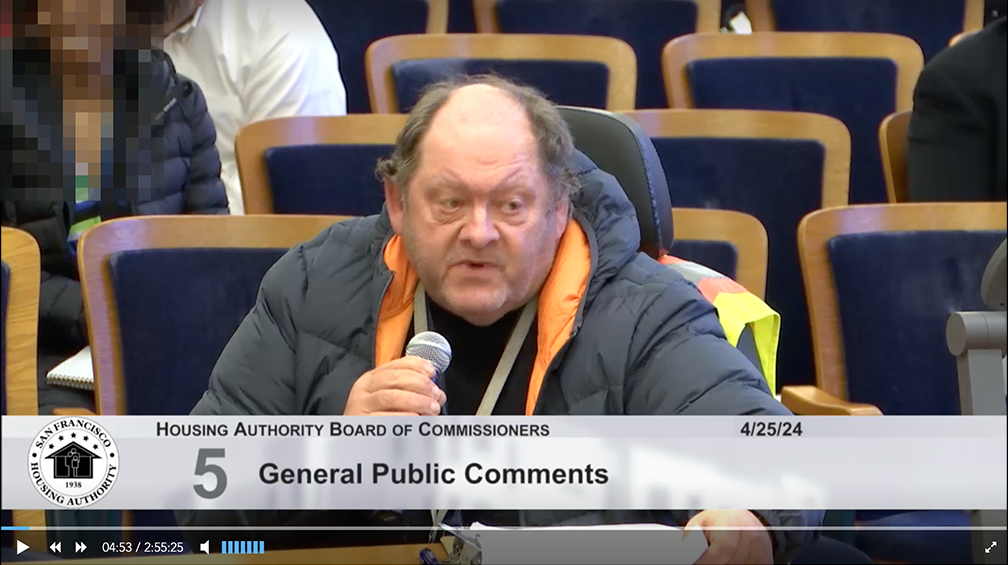 HOUSING AUTHORITY BOARD OF COMMISSIONERS
4/25/24
SAN FRANCISCO
HOUSING AUTHORITY
1938
5
General Public Comments
04:53 / 2:55:25